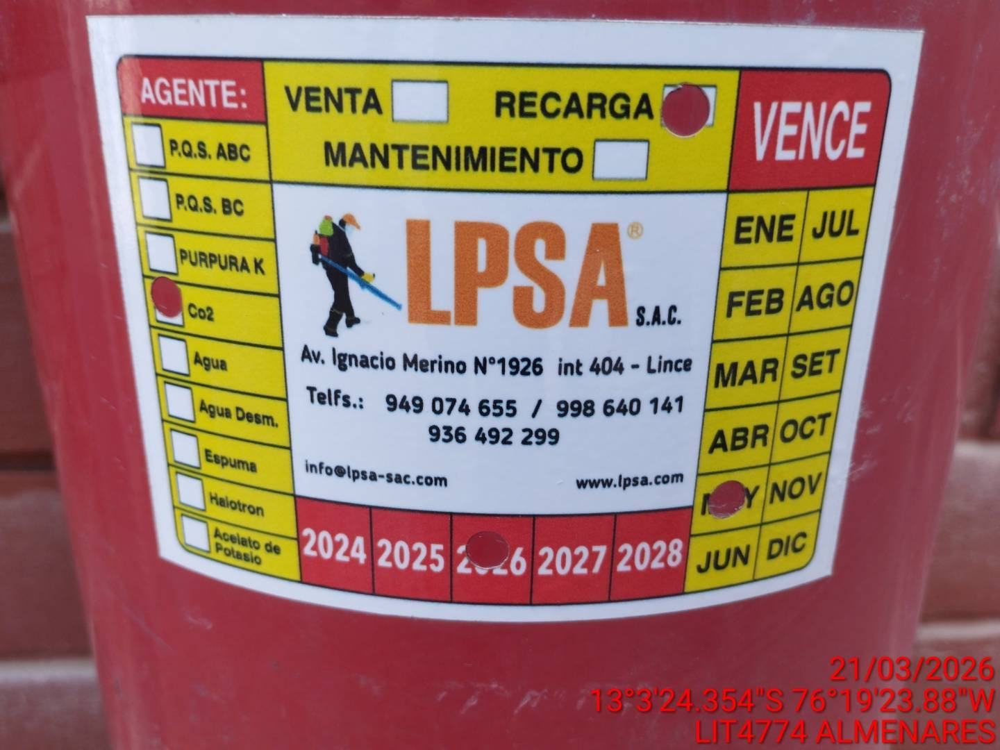 AGENTE:
VENTA
RECARGA
MANTENIMIENTO
VENCE
P.Q.S. ABC
P.Q.S. BC
PURPURA K
Co2
Agua
Agua Desm.
Espuma
Halotron
Acelato de
Potasio
LPSA® S.A.C.
Av. Ignacio Merino N°1926 int 404 - Lince
Telfs.: 949 074 655 / 998 640 141
936 492 299
info@lpsa-sac.com
www.lpsa.com
2024 2025 2026 2027 2028
ENE JUL
FEB AGO
MAR SET
ABR OCT
MAY NOV
JUN DIC
21/03/2026
13°3'24.354"S 76°19'23.88"W
LIT4774 ALMENARES